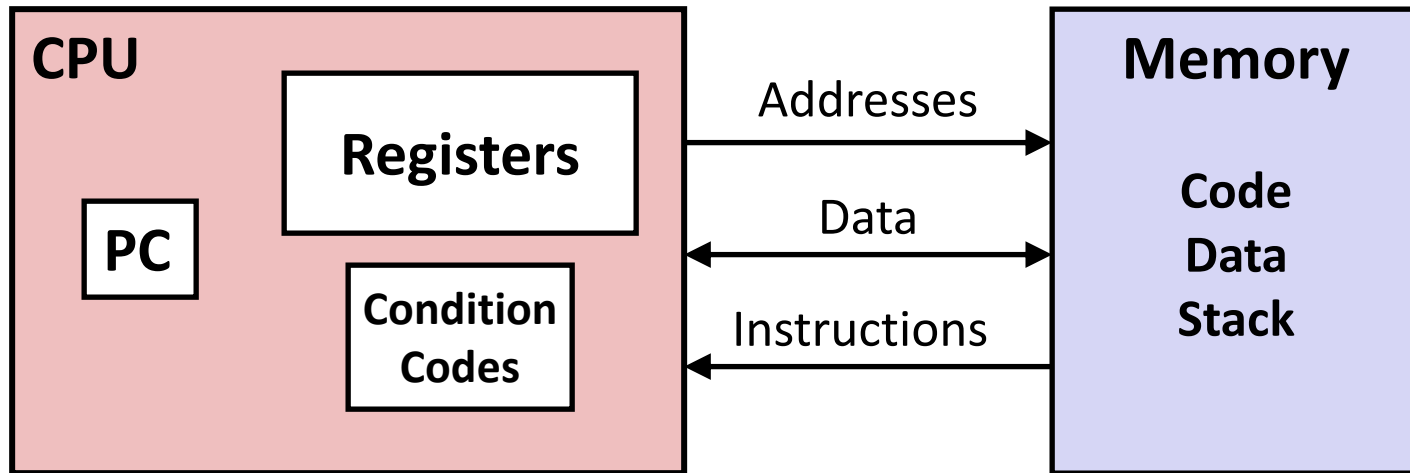 CPU
Registers
PC
Condition
Codes
Addresses
Data
Instructions
Memory
Code
Data
Stack